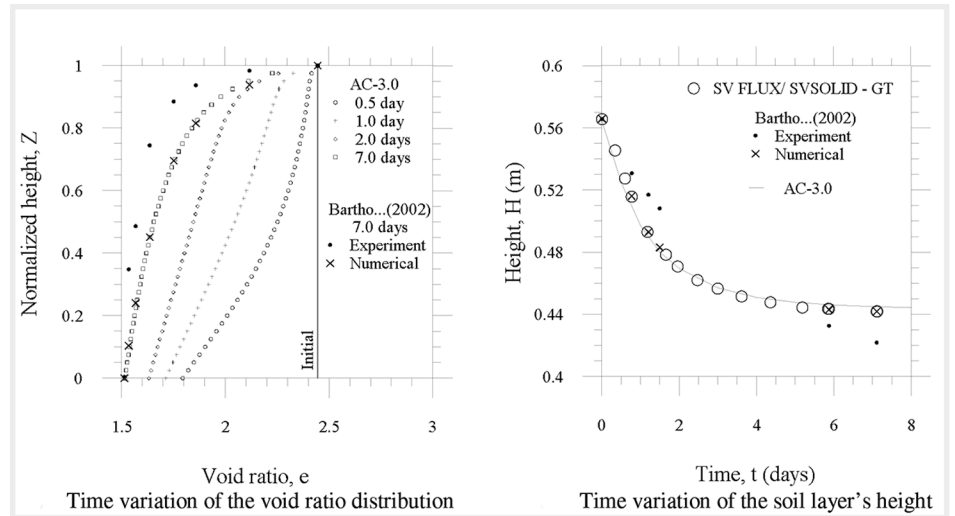 1
0.8
0.6
0.4
0.2
0
Normalized height, Z
1.5
2
2.5
3
Void ratio, e
AC-3.0
0.5 day
1.0 day
2.0 days
7.0 days
Bartho...(2002)
7.0 days
Experiment
Numerical
Initial
Time variation of the void ratio distribution
0.6
0.56
0.52
0.48
0.44
0.4
Height, H (m)
0
2
4
6
8
Time, t (days)
SV FLUX/ SVSOLID - GT
Bartho...(2002)
Experiment
Numerical
AC-3.0
Time variation of the soil layer's height